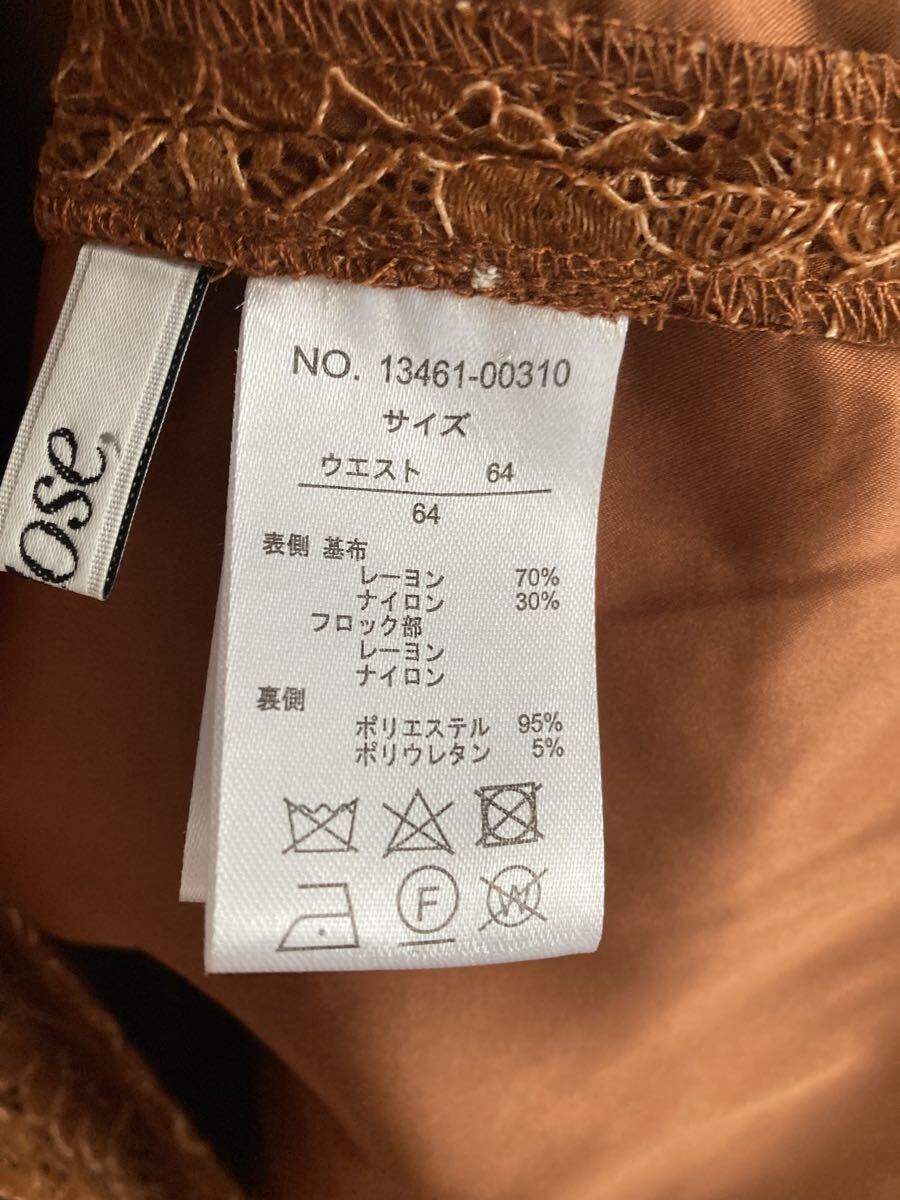 NO. 13461-00310
サイズ
ウエスト 64
64
表側 基布
レーヨン 70%
ナイロン 30%
フロック部
レーヨン
ナイロン
裏側
ポリエステル 95%
ポリウレタン 5%
F
W
ose